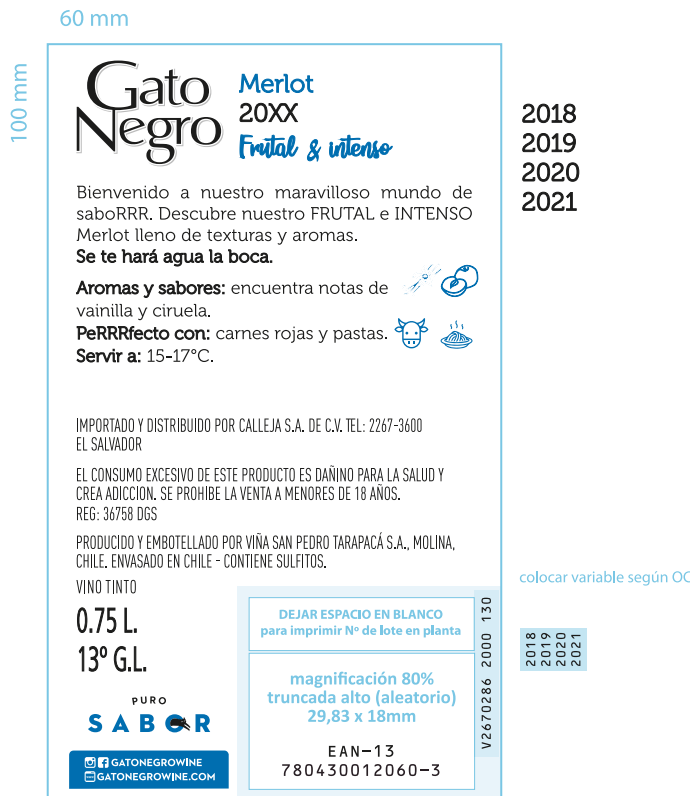 60 mm
100 mm
Gato
Negro
Merlot
20XX
Frutal & intenso
Bienvenido a nuestro maravilloso mundo de
saboRRR. Descubre nuestro FRUTAL e INTENSO
Merlot lleno de texturas y aromas.
Se te hará agua la boca.
Aromas y sabores: encuentra notas de
vainilla y ciruela.
PeRRRfecto con: carnes rojas y pastas.
Servir a: 15-17°C.
IMPORTADO Y DISTRIBUIDO POR CALLEJA S.A. DE C.V. TEL: 2267-3600
EL SALVADOR
EL CONSUMO EXCESIVO DE ESTE PRODUCTO ES DAÑINO PARA LA SALUD Y
CREA ADICCION. SE PROHIBE LA VENTA A MENORES DE 18 AÑOS.
REG: 36758 DGS
PRODUCIDO Y EMBOTELLADO POR VIÑA SAN PEDRO TARAPACÁ S.A., MOLINA,
CHILE. ENVASADO EN CHILE - CONTIENE SULFITOS.
VINO TINTO
0.75 L.
13º G.L.
PURO
SABOR
GATONEGROWINE
GATONEGROWINE.COM
DEJAR ESPACIO EN BLANCO
para imprimir Nº de lote en planta
magnificación 80%
truncada alto (aleatorio)
29,83 x 18mm
EAN-13
780430012060-3
V2670286 2000 130
2018
2019
2020
2021
colocar variable según OC
2018
2019
2020
2021